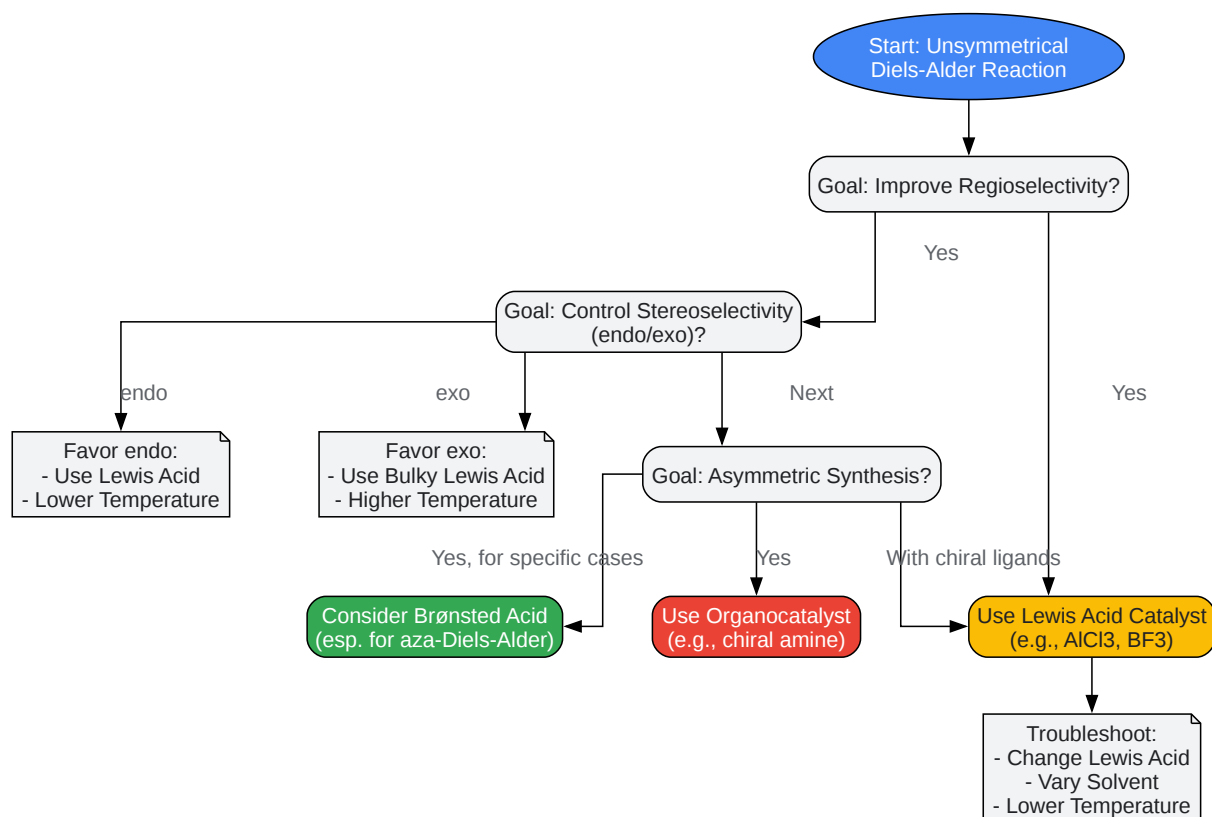 Start: Unsymmetrical
Diels-Alder Reaction
Goal: Improve Regioselectivity?
Yes
Goal: Control Stereoselectivity
(endo/exo)?
endo
exo
Next
Yes
Favor endo:
- Use Lewis Acid
- Lower Temperature
Favor exo:
- Use Bulky Lewis Acid
- Higher Temperature
Goal: Asymmetric Synthesis?
Yes, for specific cases
Yes
With chiral ligands
Consider Brønsted Acid
(esp. for aza-Diels-Alder)
Use Organocatalyst
(e.g., chiral amine)
Use Lewis Acid Catalyst
(e.g., AlCl3, BF3)
Troubleshoot:
- Change Lewis Acid
- Vary Solvent
- Lower Temperature